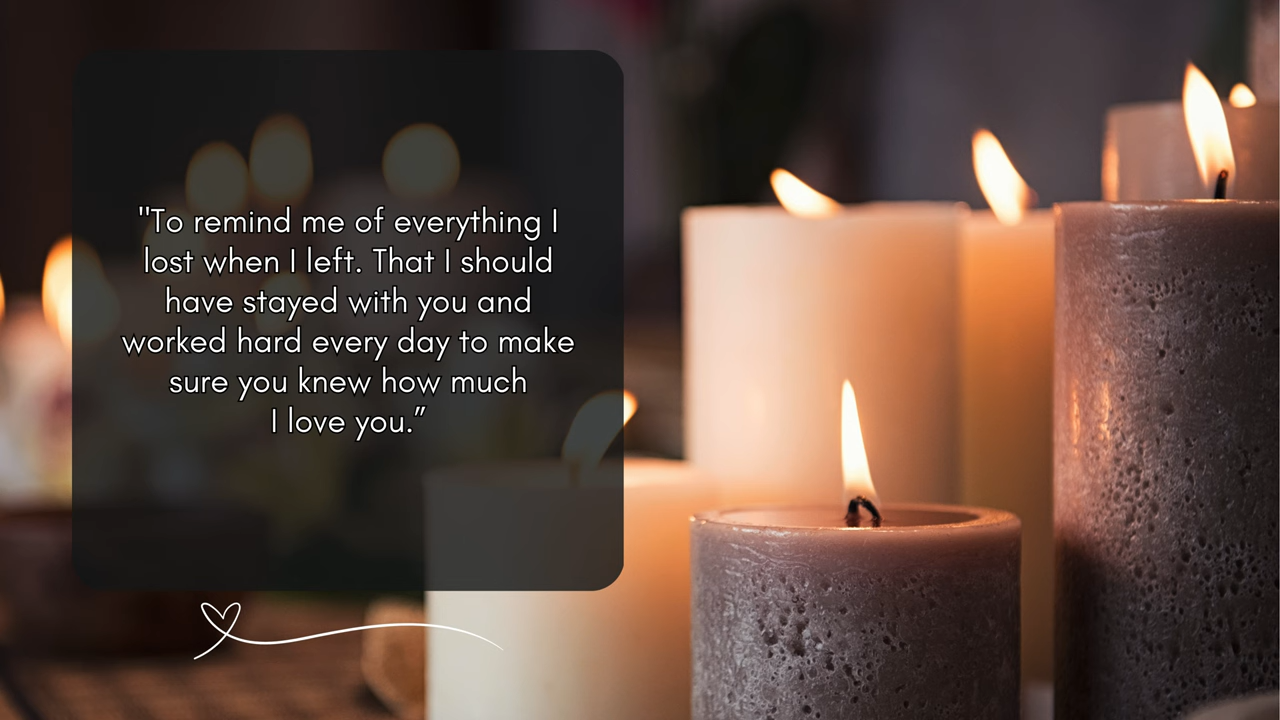 "To remind me of everything I
lost when I left. That I should
have stayed with you and
worked hard every day to make
sure you knew how much
I love you.”